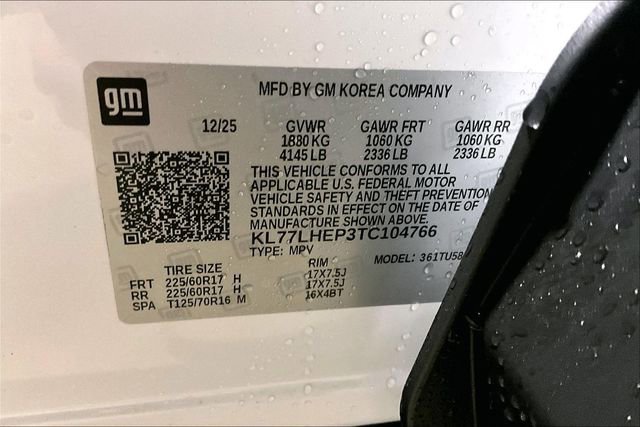 gm
MFD BY GM KOREA COMPANY
12/25 GVWR GAWR FRT GAWR RR
1880 KG 1060 KG 1060 KG
4145 LB 2336 LB 2336 LB
THIS VEHICLE CONFORMS TO ALL
APPLICABLE U.S. FEDERAL MOTOR
VEHICLE SAFETY AND THEFT PREVENTION
STANDARDS IN EFFECT ON THE DATE OF
MANUFACTURE SHOWN ABOVE.
KL77LHEP3TC104766
TYPE: MPV MODEL: 361TU58
TIRE SIZE RIM
FRT 225/60R17 H 17X7.5J
RR 225/60R17 H 17X7.5J
SPA T125/70R16 M 16X4BT